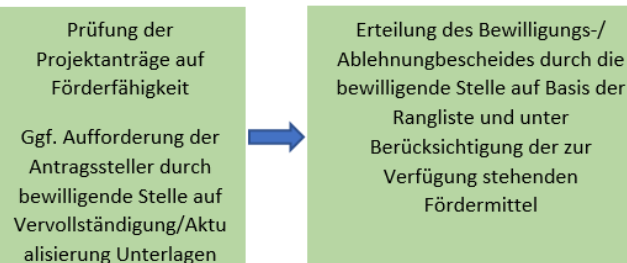 Prüfung der
Projektanträge auf
Förderfähigkeit
Ggf. Aufforderung der
Antragssteller durch
bewilligende Stelle auf
Vervollständigung/Aktu
alisierung Unterlagen
Erteilung des Bewilligungs-/
Ablehnungbescheides durch die
bewilligende Stelle auf Basis der
Rangliste und unter
Berücksichtigung der zur
Verfügung stehenden
Fördermittel